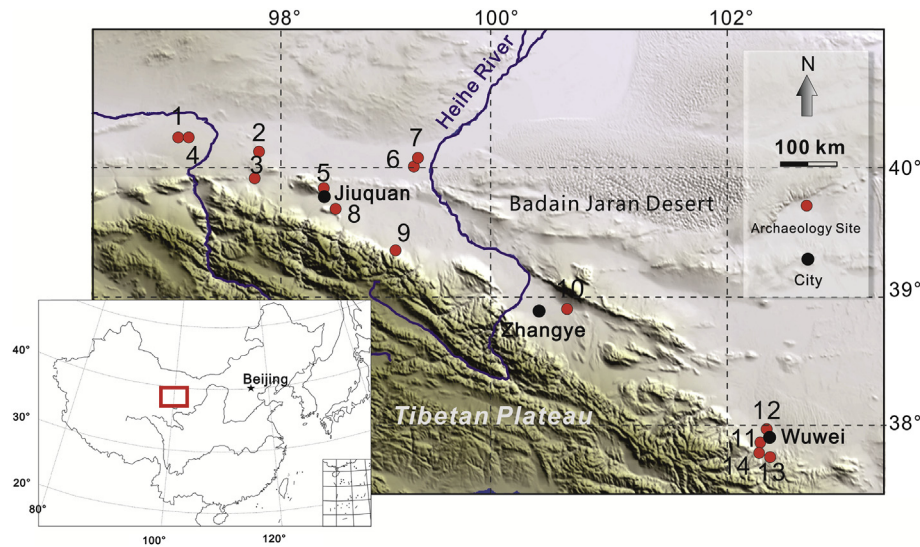 98°
100°
102°
Heihe River
N
100 km
Archaeology Site
City
1
2
7
3
6
4
40°
5
Jiuquan
8
Badain Jaran Desert
9
10
39°
Zhangye
40°
Beijing
30°
20°
80°
100°
120°
Tibetan Plateau
12
38°
11
Wuwei
14
13